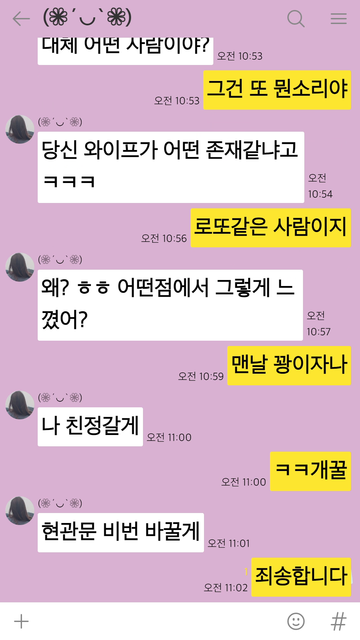 (❀´◡`❀)
대체 어떤 사람이야?
오전 10:53
그건 또 뭔소리야
오전 10:53
(❀´◡`❀)
당신 와이프가 어떤 존재같냐고
ㅋㅋㅋ
오전
10:54
로또같은 사람이지
오전 10:56
(❀´◡`❀)
왜? ㅎㅎ 어떤점에서 그렇게 느
꼈어?
오전
10:57
맨날 꽝이자나
오전 10:59
(❀´◡`❀)
나 친정갈게
오전 11:00
ㅋㅋ개꿀
오전 11:00
(❀´◡`❀)
현관문 비번 바꿀게
오전 11:01
죄송합니다
오전 11:02